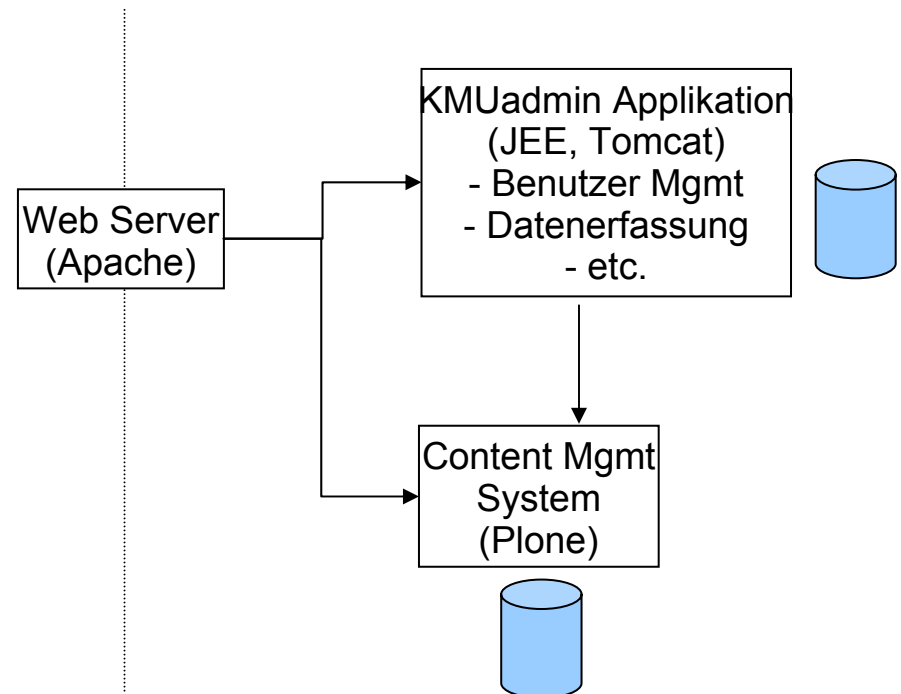 KMUadmin Applikation
(JEE, Tomcat)
- Benutzer Mgmt
- Datenerfassung
- etc.
Web Server
(Apache)
Content Mgmt
System
(Plone)